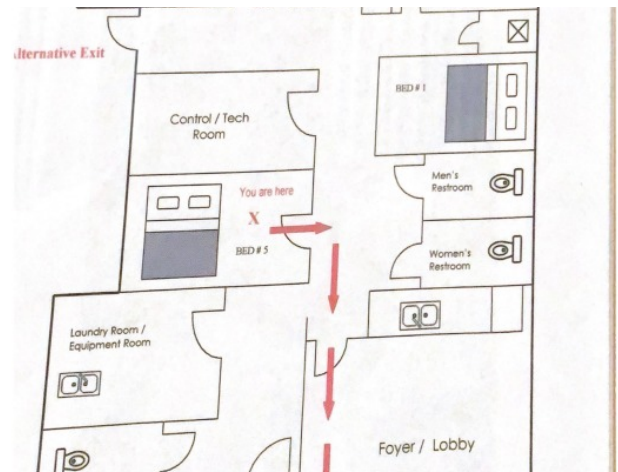 Alternative Exit
BED # 1
Control / Tech
Room
Men's
Restroom
You are here
X
BED # 5
Women's
Restroom
Laundry Room /
Equipment Room
Foyer / Lobby